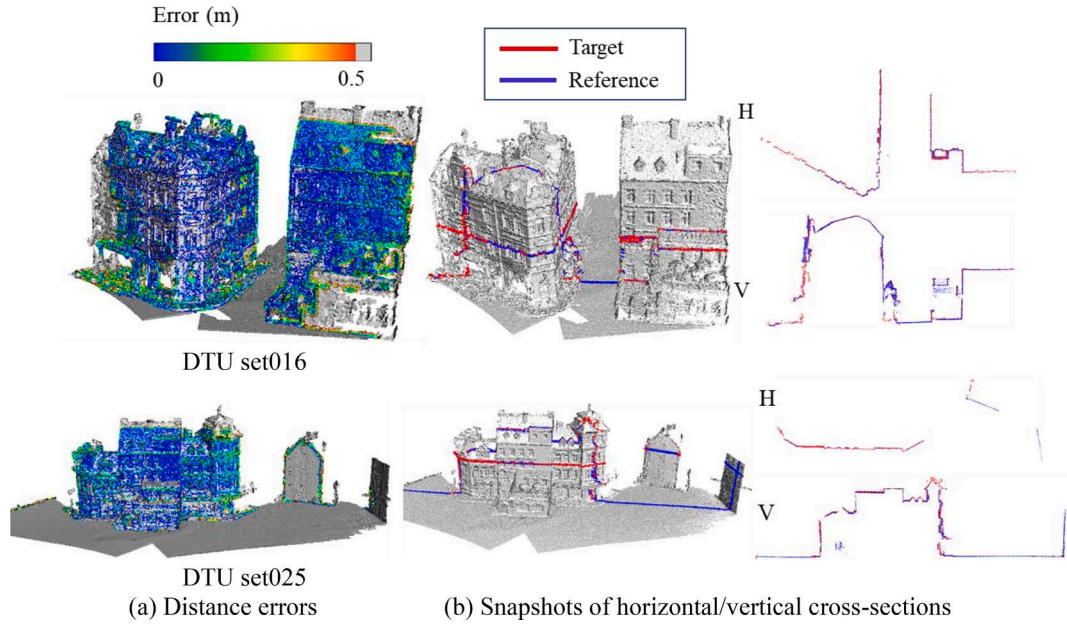 Error (m)
0
0.5
Target
Reference
H
V
DTU set016
H
V
DTU set025
(a) Distance errors
(b) Snapshots of horizontal/vertical cross-sections